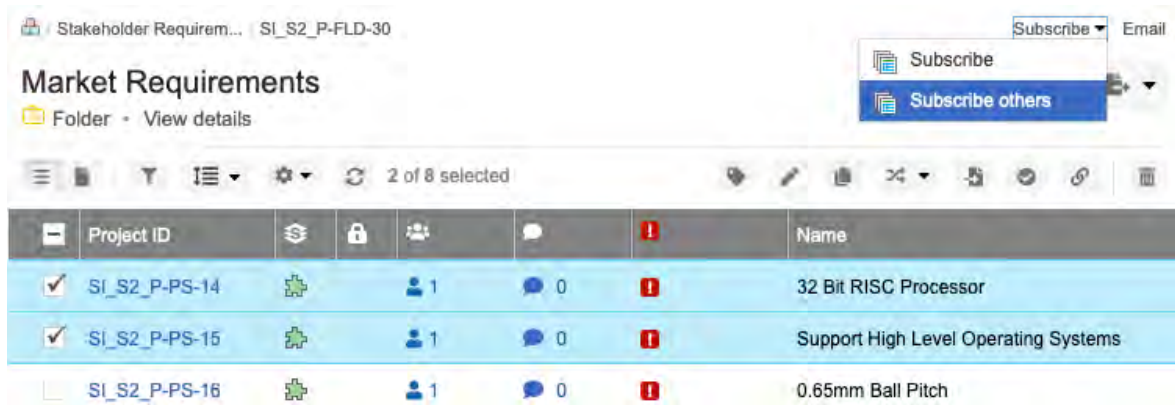 Stakeholder Requirem... SI_S2_P-FLD-30 Subscribe Email
Subscribe
Market Requirements
Subscribe others
Folder • View details
2 of 8 selected
Project ID Name
SI_S2_P-PS-14 1 0 32 Bit RISC Processor
SI_S2_P-PS-15 1 0 Support High Level Operating Systems
SI_S2_P-PS-16 1 0 0.65mm Ball Pitch